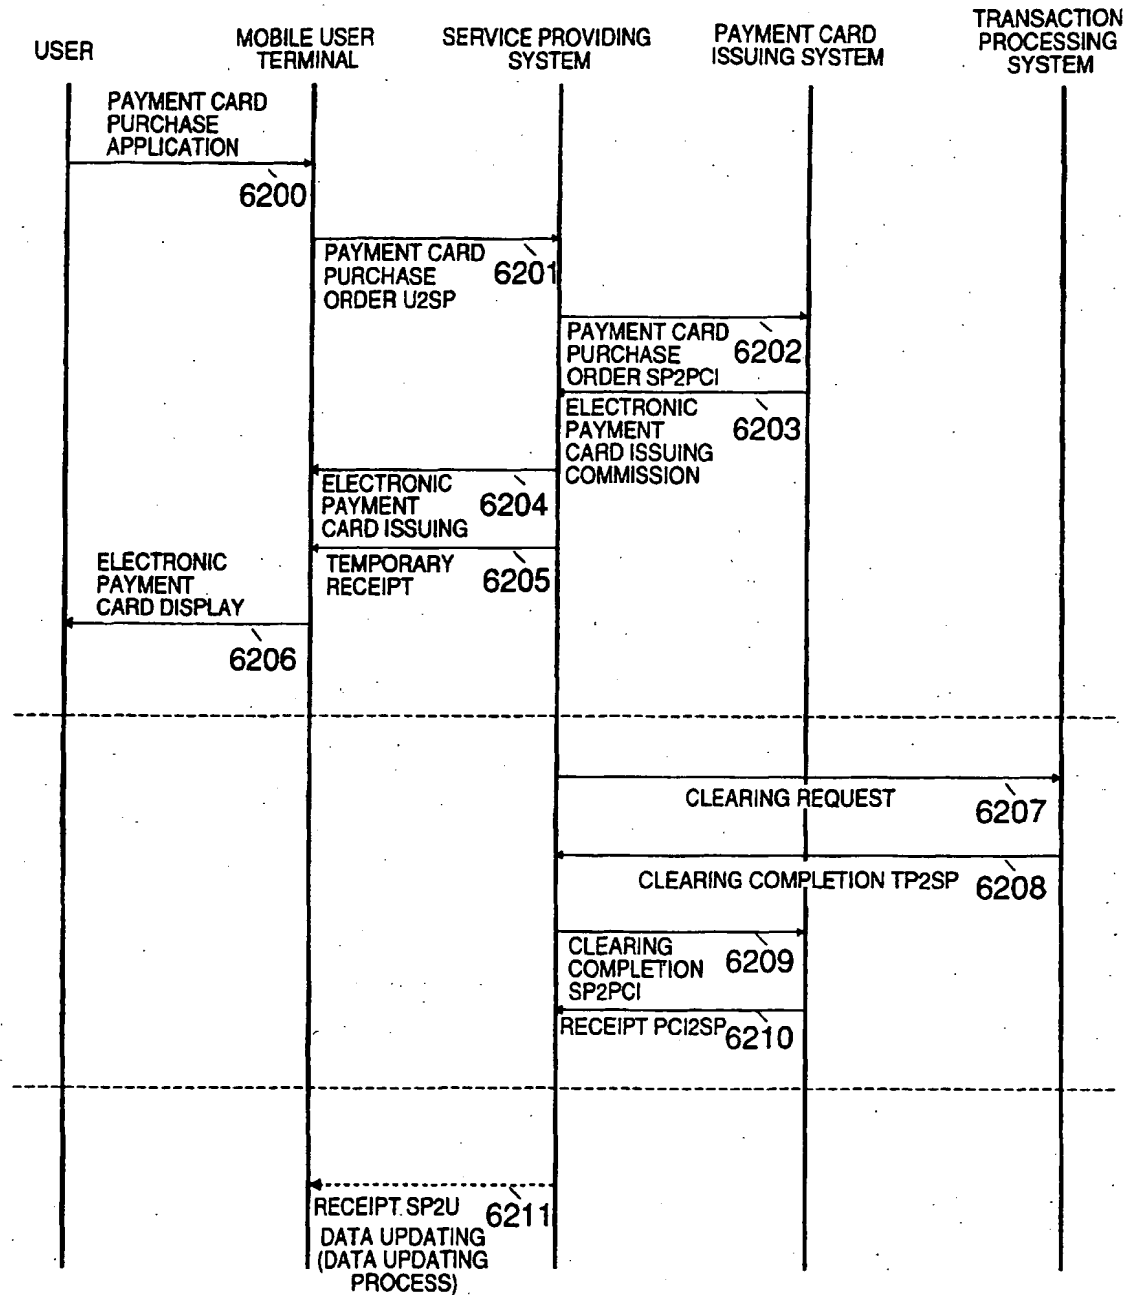 USER
MOBILE USER
TERMINAL
SERVICE PROVIDING
SYSTEM
PAYMENT CARD
ISSUING SYSTEM
TRANSACTION
PROCESSING
SYSTEM
PAYMENT CARD
PURCHASE
APPLICATION
6200
PAYMENT CARD
PURCHASE
ORDER U2SP
6201
PAYMENT CARD
PURCHASE
ORDER SP2PCI
6202
ELECTRONIC
PAYMENT
CARD ISSUING
COMMISSION
6203
ELECTRONIC
PAYMENT
CARD ISSUING
6204
TEMPORARY
RECEIPT
6205
ELECTRONIC
PAYMENT
CARD DISPLAY
6206
CLEARING REQUEST
6207
CLEARING COMPLETION TP2SP
6208
CLEARING
COMPLETION
SP2PCI
6209
RECEIPT PCI2SP
6210
RECEIPT SP2U
6211
DATA UPDATING
(DATA UPDATING
PROCESS)